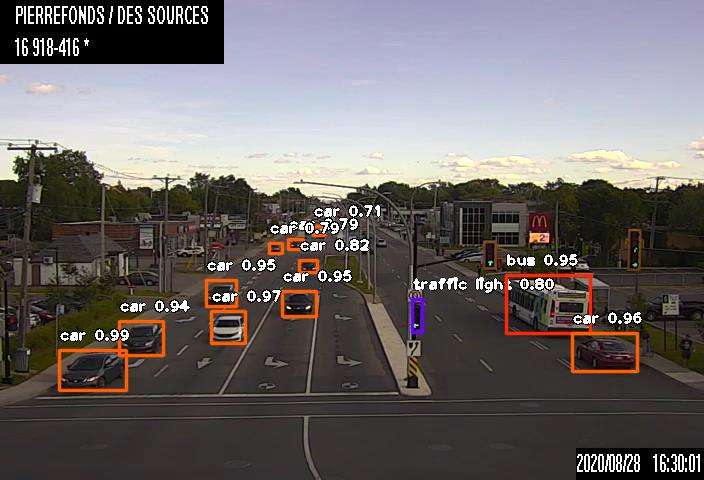 PIERREFONDS / DES SOURCES
16 918-416 *
car 0.71
car 0.79
0.79
car 0.82
car 0.95
car 0.95
bus 0.95
traffic light 0.80
car 0.97
car 0.94
car 0.96
car 0.99
2020/08/28 16:30:01